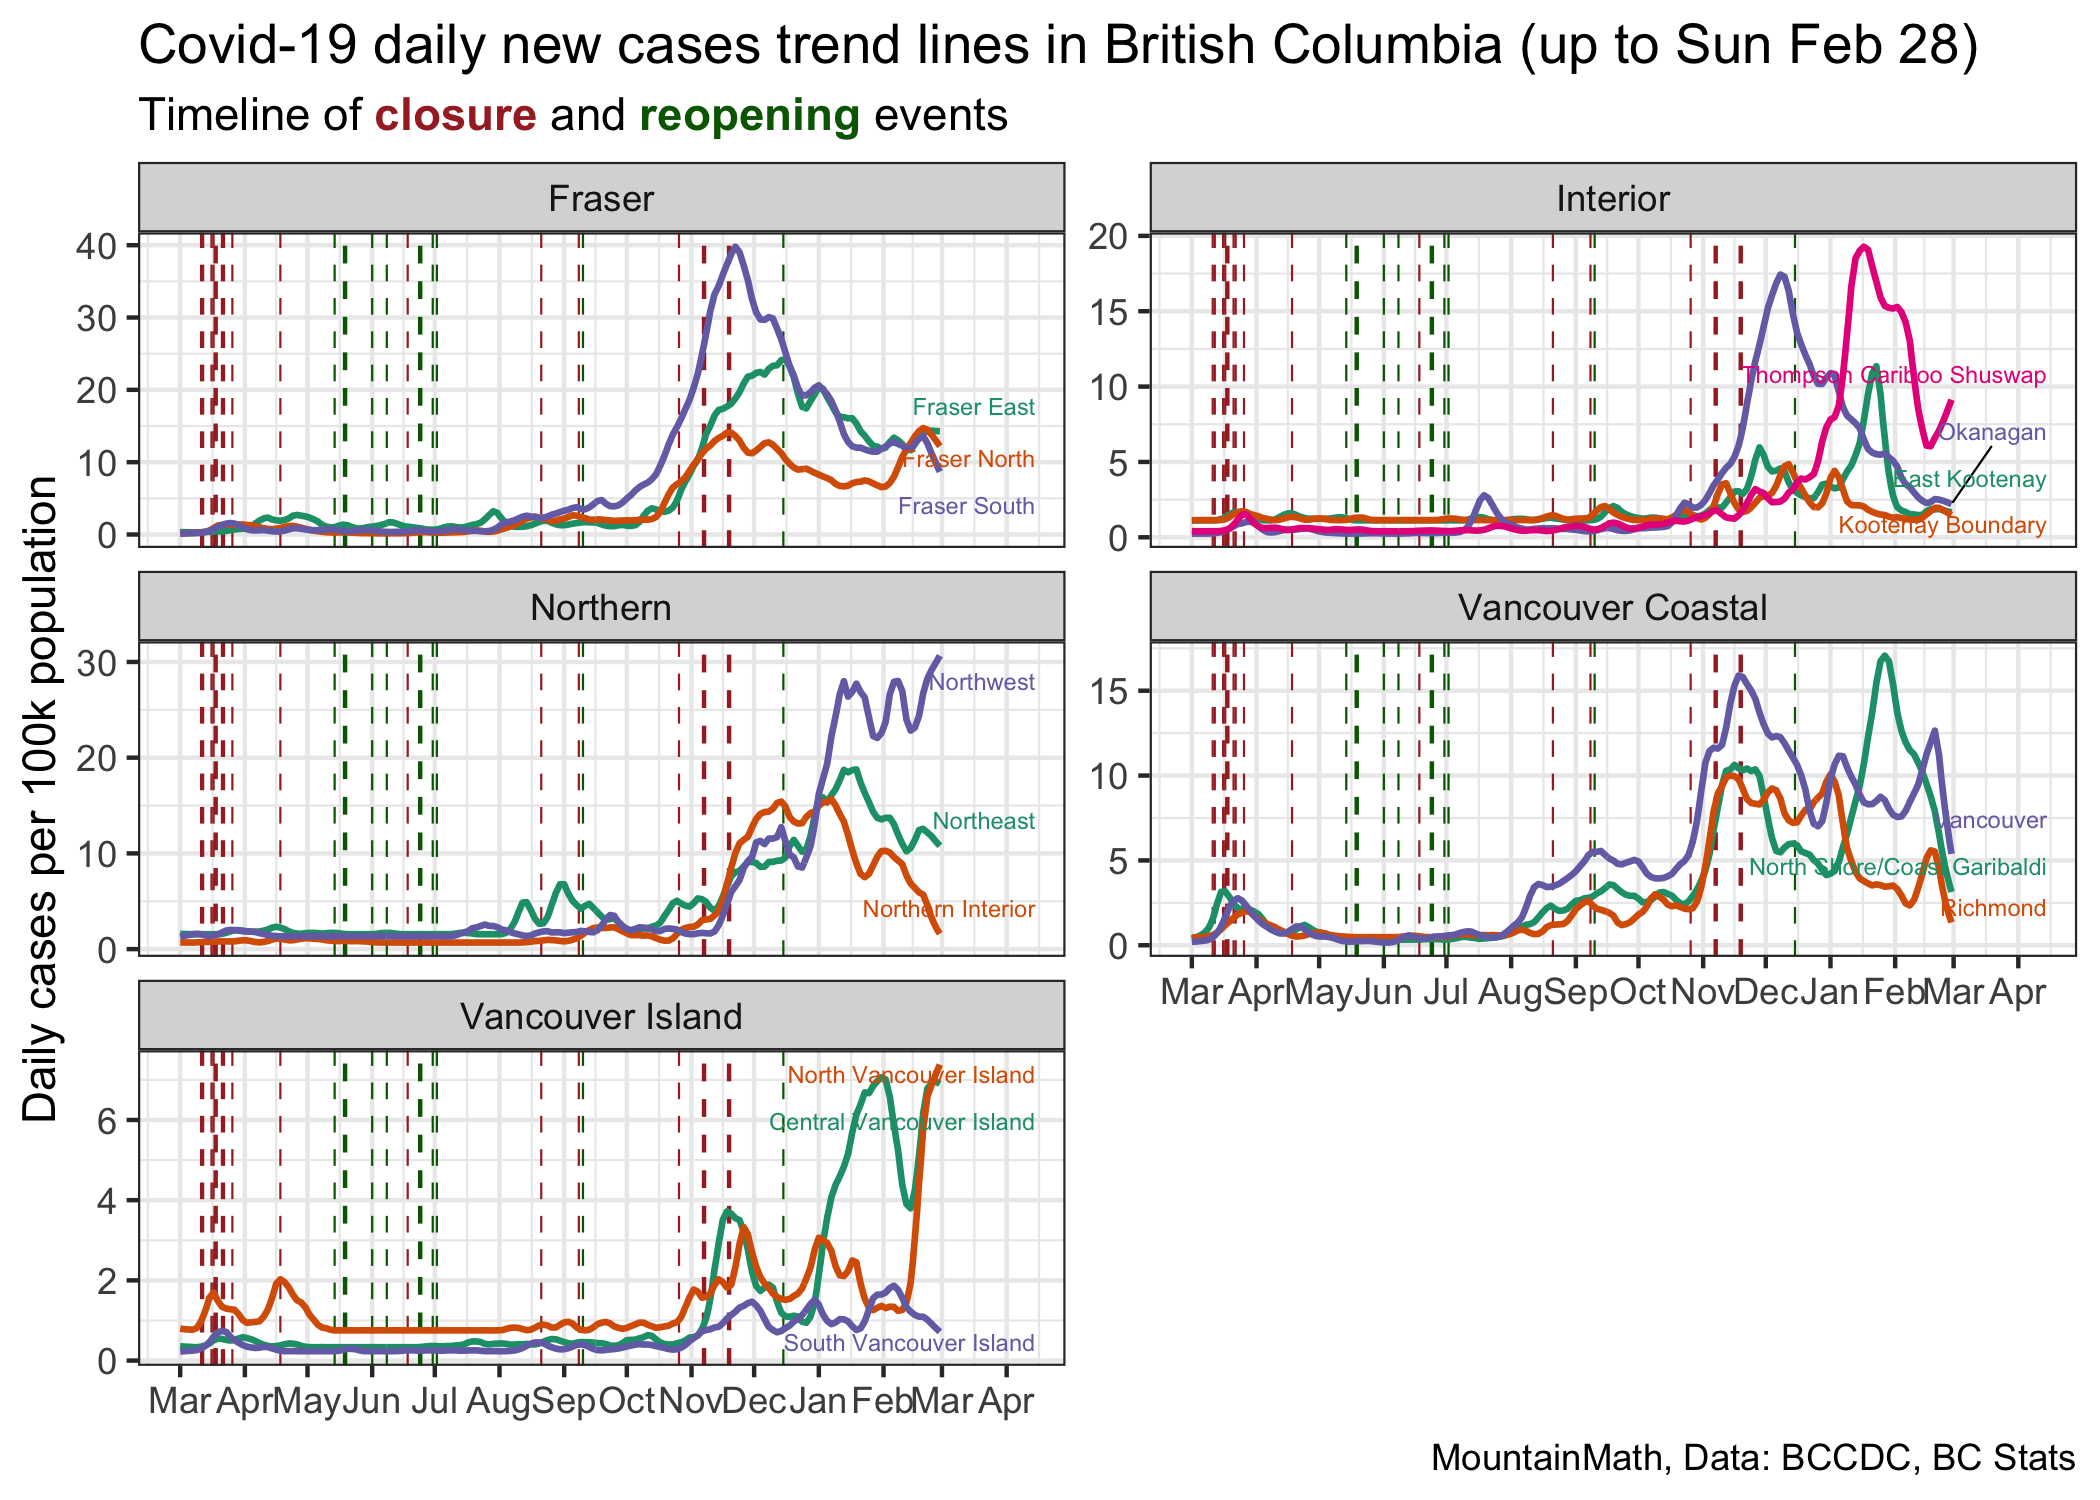 Covid-19 daily new cases trend lines in British Columbia (up to Sun Feb 28)
Timeline of closure and reopening events
Daily cases per 100k population
Fraser
40
30
20
10
0
Fraser East
Fraser North
Fraser South
Interior
20
15
10
5
0
Thompson Cariboo Shuswap
Okanagan
East Kootenay
Kootenay Boundary
Northern
30
20
10
0
Northwest
Northeast
Northern Interior
Vancouver Coastal
15
10
5
0
Vancouver
North Shore/Coast Garibaldi
Richmond
Mar Apr May Jun Jul Aug Sep Oct Nov Dec Jan Feb Mar Apr
Vancouver Island
6
4
2
0
North Vancouver Island
Central Vancouver Island
South Vancouver Island
Mar Apr May Jun Jul Aug Sep Oct Nov Dec Jan Feb Mar Apr
MountainMath, Data: BCCDC, BC Stats